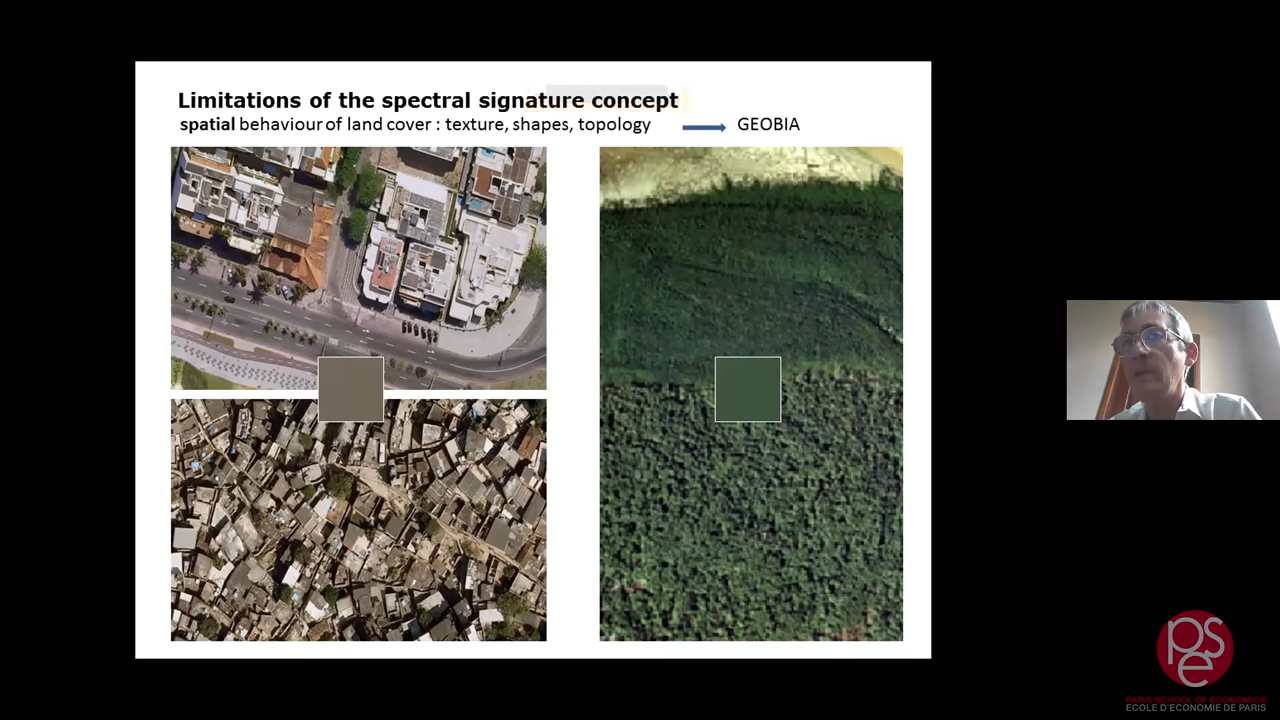 Limitations of the spectral signature concept
spatial behaviour of land cover : texture, shapes, topology GEOBIA
pse
PARIS SCHOOL OF ECONOMICS
ECOLE D'ECONOMIE DE PARIS